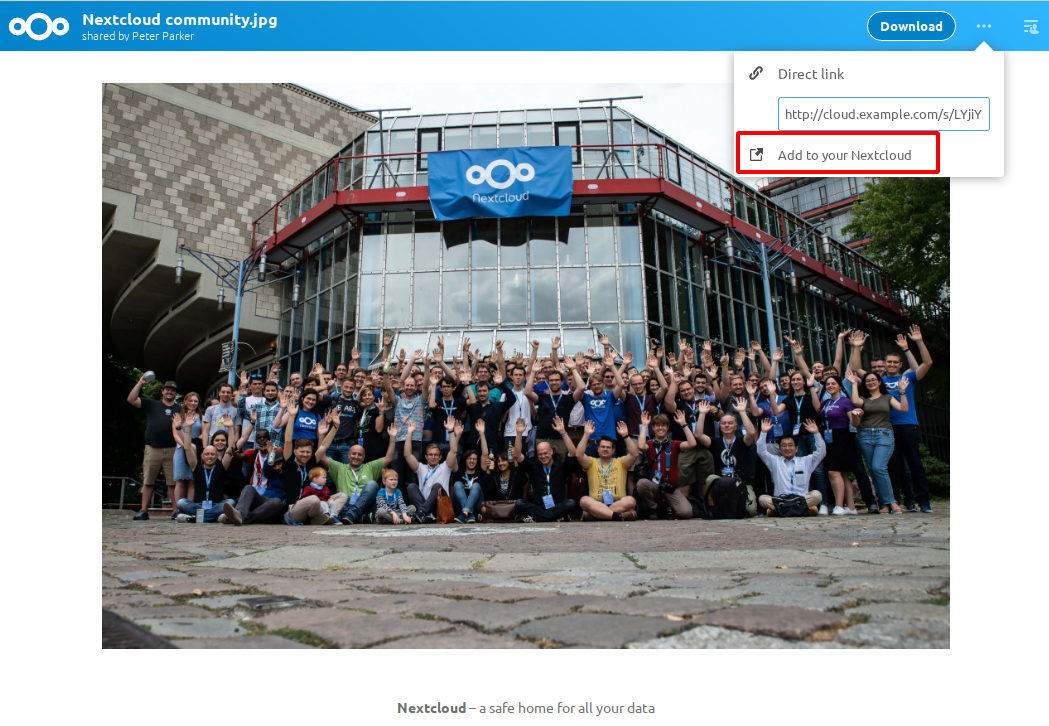 Nextcloud community.jpg
shared by Peter Parker
Download
Direct link
http://cloud.example.com/s/LYjiY
Add to your Nextcloud
nextcloud
Nextcloud – a safe home for all your data